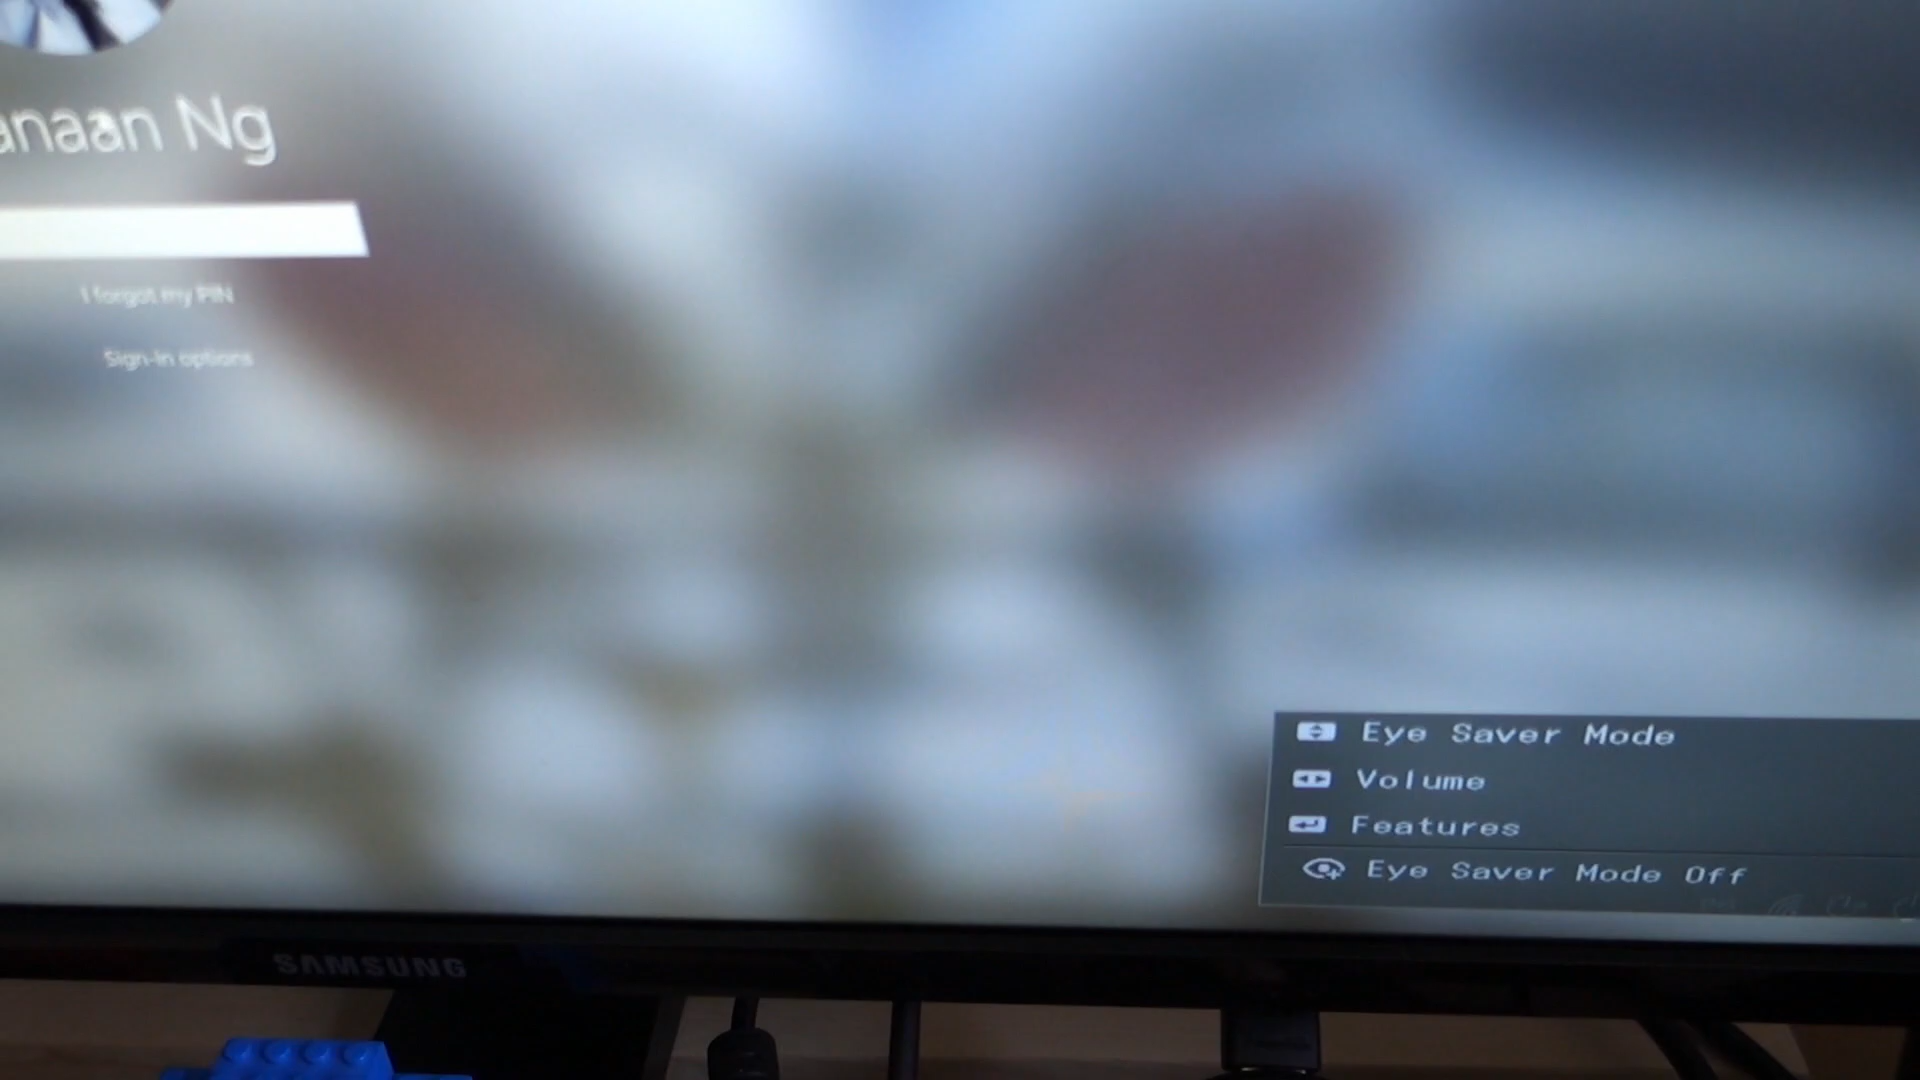 anaan Ng
I forgot my PIN
Sign-in options
Eye Saver Mode
Volume
Features
Eye Saver Mode Off
SAMSUNG